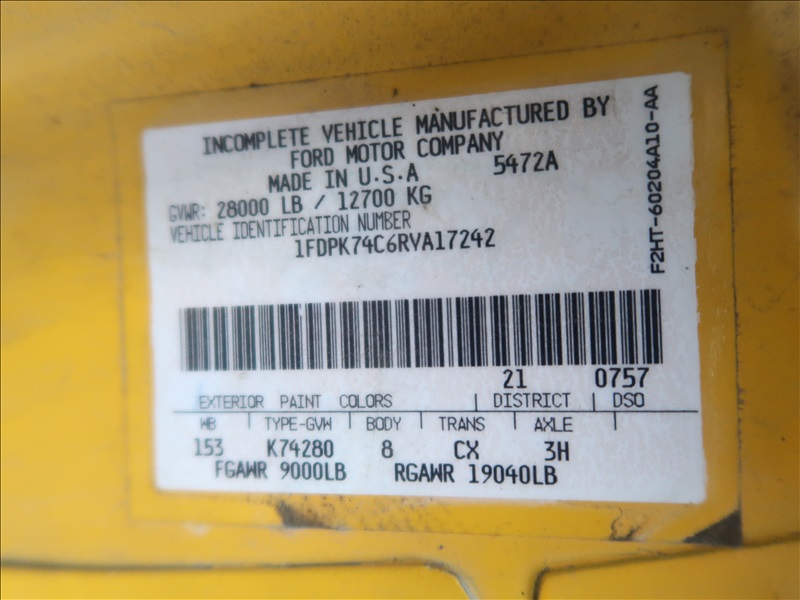 INCOMPLETE VEHICLE MANUFACTURED BY
FORD MOTOR COMPANY
MADE IN U.S.A 5472A
GVWR: 28000 LB / 12700 KG
VEHICLE IDENTIFICATION NUMBER
1FDPK74C6RVA17242
F2HT-60204A10-AA
21 0757
EXTERIOR PAINT COLORS DISTRICT DSO
WB TYPE-GVW BODY TRANS AXLE
153 K74280 8 CX 3H
FGAWR 9000LB RGAWR 19040LB